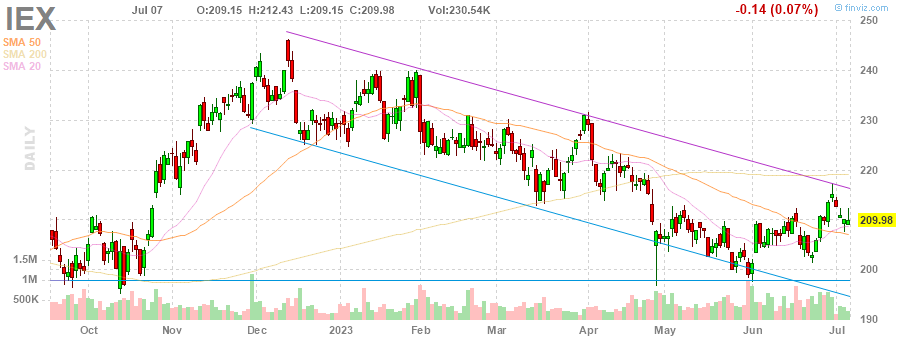 IEX Jul 07 O:209.15 H:212.43 L:209.15 C:209.98 Vol:230.54K -0.14 (0.07%) finviz.com
SMA 50
SMA 200
SMA 20
250
240
230
220
209.98
200
190
DAILY
1.5M
1M
500K
Oct Nov Dec 2023 Feb Mar Apr May Jun Jul